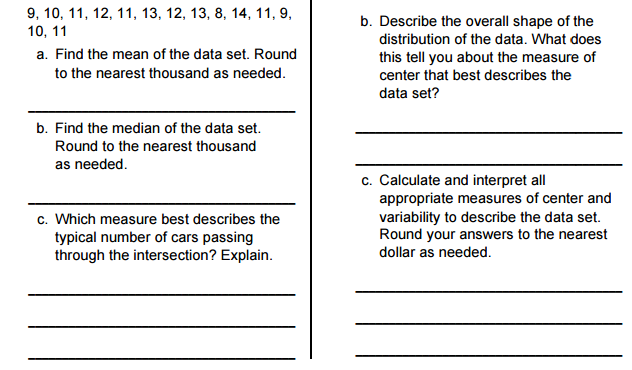 9, 10, 11, 12, 11, 13, 12, 13, 8, 14, 11, 9,
10, 11
a. Find the mean of the data set. Round
to the nearest thousand as needed.
b. Find the median of the data set.
Round to the nearest thousand
as needed.
c. Which measure best describes the
typical number of cars passing
through the intersection? Explain.
b. Describe the overall shape of the
distribution of the data. What does
this tell you about the measure of
center that best describes the
data set?
c. Calculate and interpret all
appropriate measures of center and
variability to describe the data set.
Round your answers to the nearest
dollar as needed.